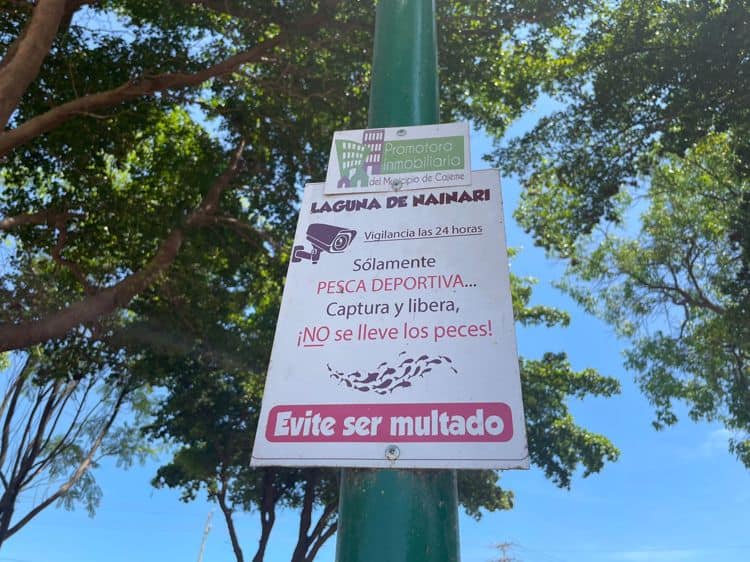 Promotora
inmobiliaria
del Municipio de Cajeme
LAGUNA DE NAINARI
Vigilancia las 24 horas
Sólamente
PESCA DEPORTIVA...
Captura y libera,
¡NO se lleve los peces!
Evite ser multado